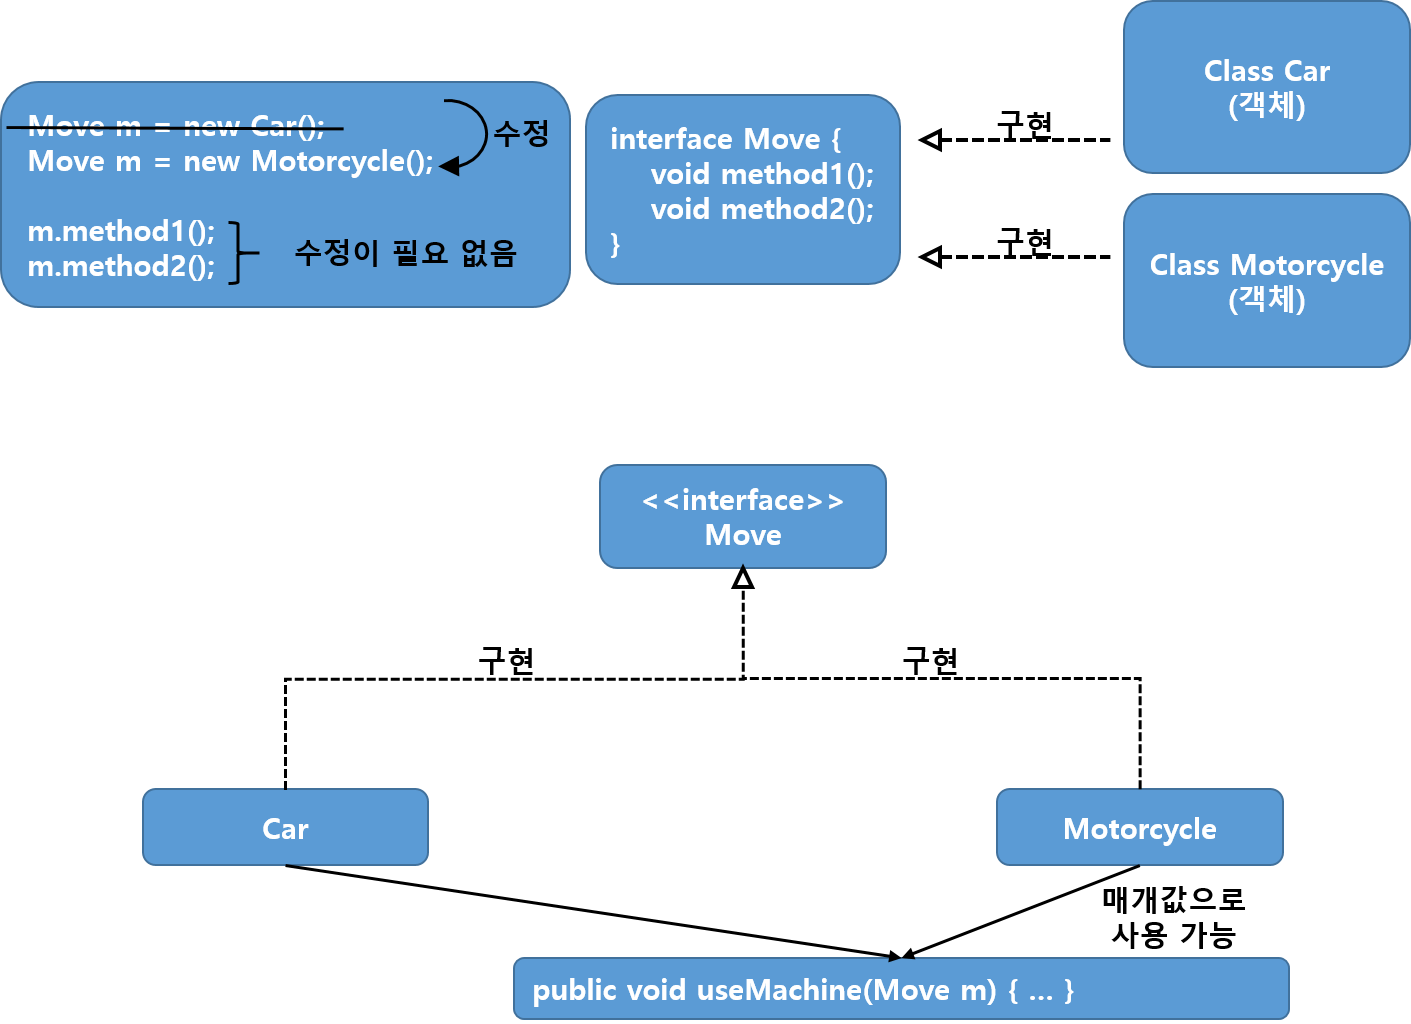 Move m = new Car();
Move m = new Motorcycle();
수정
m.method1();
m.method2();
수정이 필요 없음
interface Move {
void method1();
void method2();
}
구현
구현
Class Car
(객체)
Class Motorcycle
(객체)
<<interface>>
Move
구현
구현
Car
Motorcycle
매개값으로
사용 가능
public void useMachine(Move m) { ... }